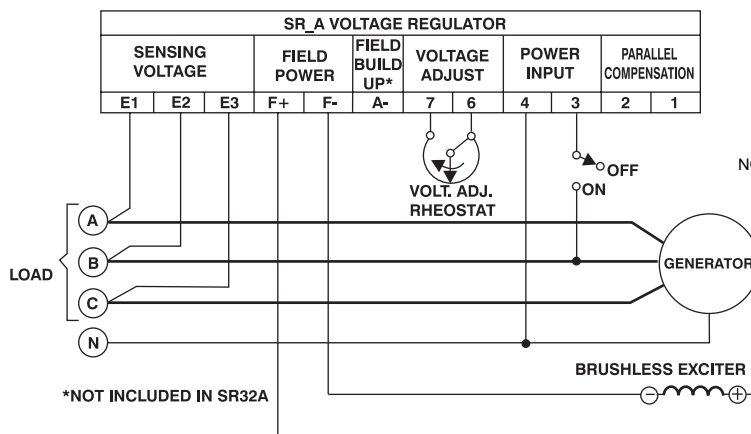 SR_A VOLTAGE REGULATOR
SENSING
VOLTAGE
FIELD
POWER
FIELD
BUILD
UP*
VOLTAGE
ADJUST
POWER
INPUT
PARALLEL
COMPENSATION
E1 E2 E3 F+ F- A- 7 6 4 3 2 1
OFF
ON
NO
VOLT. ADJ.
RHEOSTAT
A
B
C
N
LOAD
GENERATOR
BRUSHLESS EXCITER
- +
*NOT INCLUDED IN SR32A